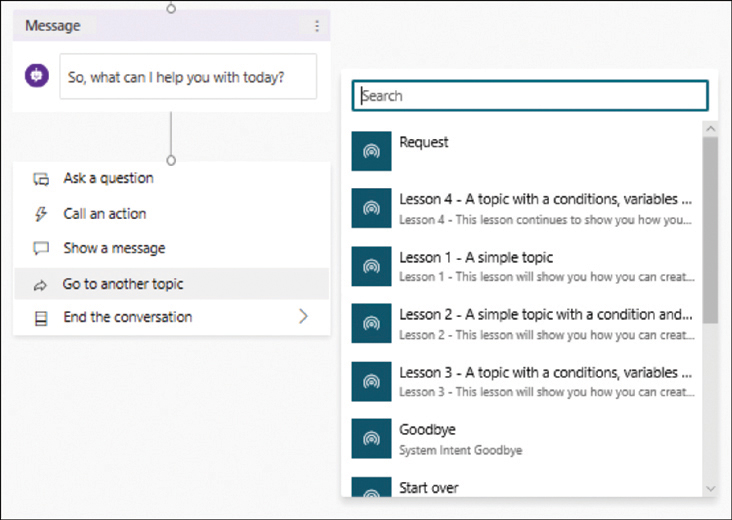 Message
So, what can I help you with today?
Ask a question
Call an action
Show a message
Go to another topic
End the conversation
Search
Request
Lesson 4 - A topic with a conditions, variables ...
Lesson 4 - This lesson continues to show you how you...
Lesson 1 - A simple topic
Lesson 1 - This lesson will show you how you can creat...
Lesson 2 - A simple topic with a condition and...
Lesson 2 - This lesson will show you how you can creat...
Lesson 3 - A topic with a conditions, variables ...
Lesson 3 - This lesson will show you how you can creat...
Goodbye
System Intent Goodbye
Start over